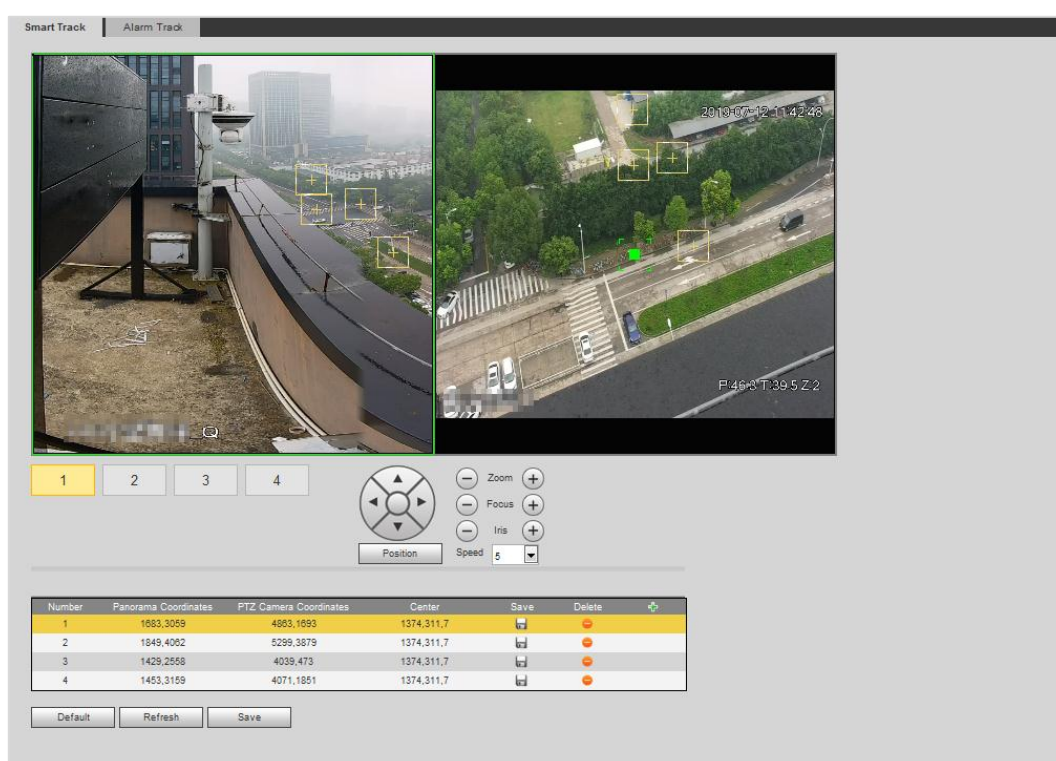 Smart Track Alarm Track
2019-07-12 11:42:48
P:46.8 T:39.5 Z:2
1 2 3 4
Zoom
Focus
Iris
Position Speed 5
Number Panorama Coordinates PTZ Camera Coordinates Center Save Delete
1 1683,3059 4863,1693 1374,311,7
2 1849,4062 5299,3879 1374,311,7
3 1429,2558 4039,473 1374,311,7
4 1453,3159 4071,1851 1374,311,7
Default Refresh Save